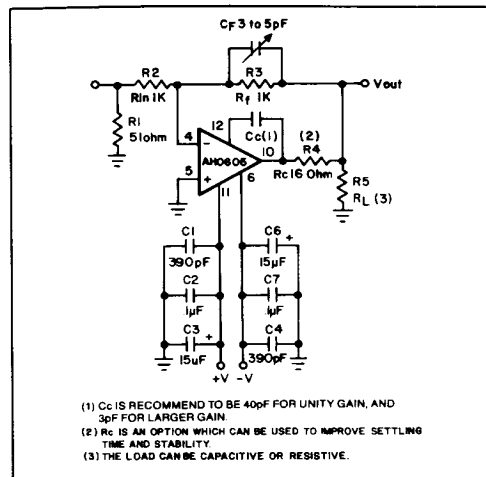 CF 3 to 5pF
R2
Rin 1K
R3
Rf 1K
Vout
R1
51ohm
12
Cc(1)
4
-
AH0605
10
(2)
R4
Rc 16 Ohm
5
+
11
6
R5
RL (3)
C1
390pF
C6
+
15µF
C2
1µF
C7
1µF
C3
+
15uF
C4
390pF
+V
-V
(1) Cc IS RECOMMEND TO BE 40pF FOR UNITY GAIN, AND
3pF FOR LARGER GAIN.
(2) Rc IS AN OPTION WHICH CAN BE USED TO IMPROVE SETTLING
TIME AND STABILITY.
(3) THE LOAD CAN BE CAPACITIVE OR RESISTIVE.